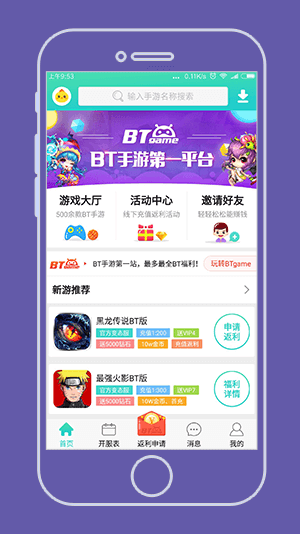 上午9:53
0.11K/s
输入手游名称搜索
BT game
BT手游第一平台
游戏大厅
500余款BT手游
活动中心
线下充值返利活动
邀请好友
轻轻松松能赚钱
BT game
BT手游第一站，最多最全BT福利！
玩转BTgame
新游推荐
黑龙传说BT版
官方变态服 充值1:200 送VIP4
送5000钻石 10w金币 充值返利
申请
返利
最强火影BT版
官方变态服 充值1:200 送VIP7
送5000钻石 10W金币，首充
福利
详情
首页
开服表
返利申请
消息
我的